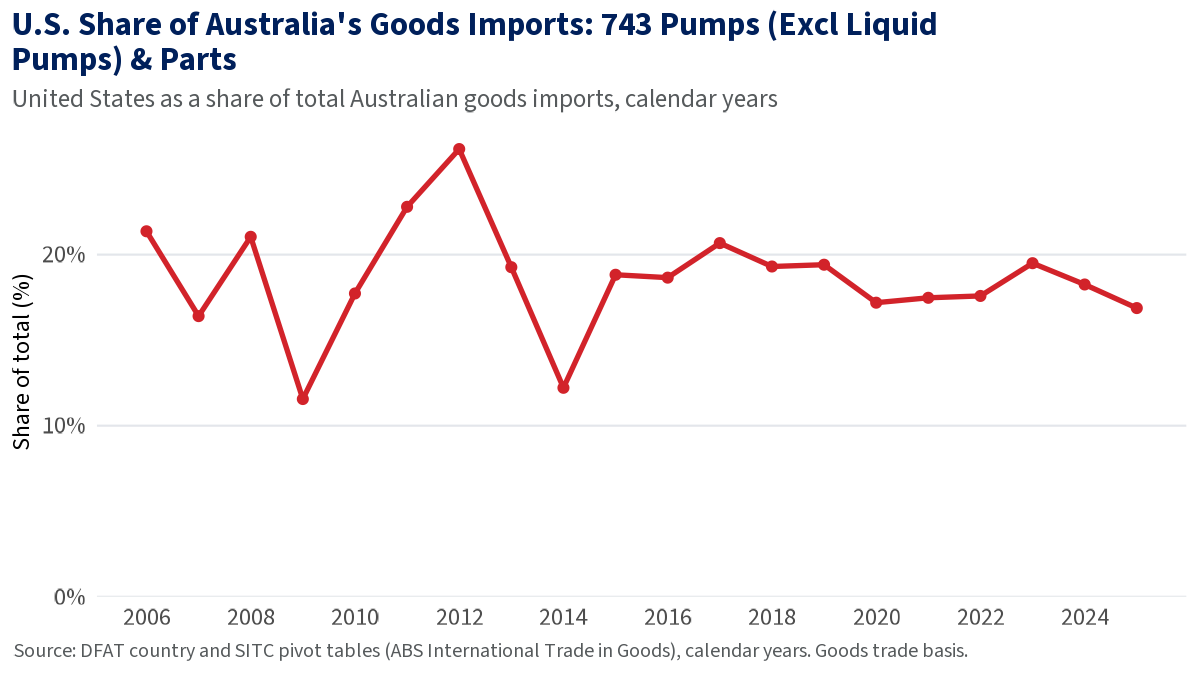 U.S. Share of Australia's Goods Imports: 743 Pumps (Excl Liquid
Pumps) & Parts
United States as a share of total Australian goods imports, calendar years
Share of total (%)
20%
10%
0%
2006 2008 2010 2012 2014 2016 2018 2020 2022 2024
Source: DFAT country and SITC pivot tables (ABS International Trade in Goods), calendar years. Goods trade basis.